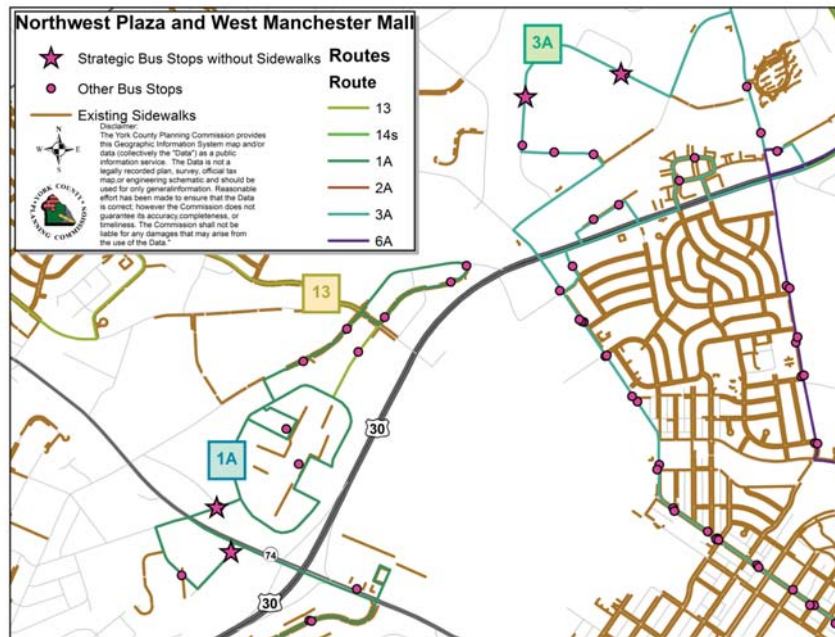 Northwest Plaza and West Manchester Mall
Strategic Bus Stops without Sidewalks
Other Bus Stops
Existing Sidewalks
Routes
Route
13
14s
1A
2A
3A
6A
N
W E
S
YORK COUNTY
PLANNING COMMISSION
Disclaimer:
The York County Planning Commission provides
this Geographic Information System map and/or
data (collectively the "Data") as a public
information service. The Data is not a
legally recorded plan, survey, official tax
map,or engineering schematic and should be
used for only generalinformation. Reasonable
effort has been made to ensure that the Data
is correct; however the Commission does not
guarantee its accuracy,completeness, or
timeliness. The Commission shall not be
liable for any damages that may arise from
the use of the Data."
3A
13
30
1A
74
30